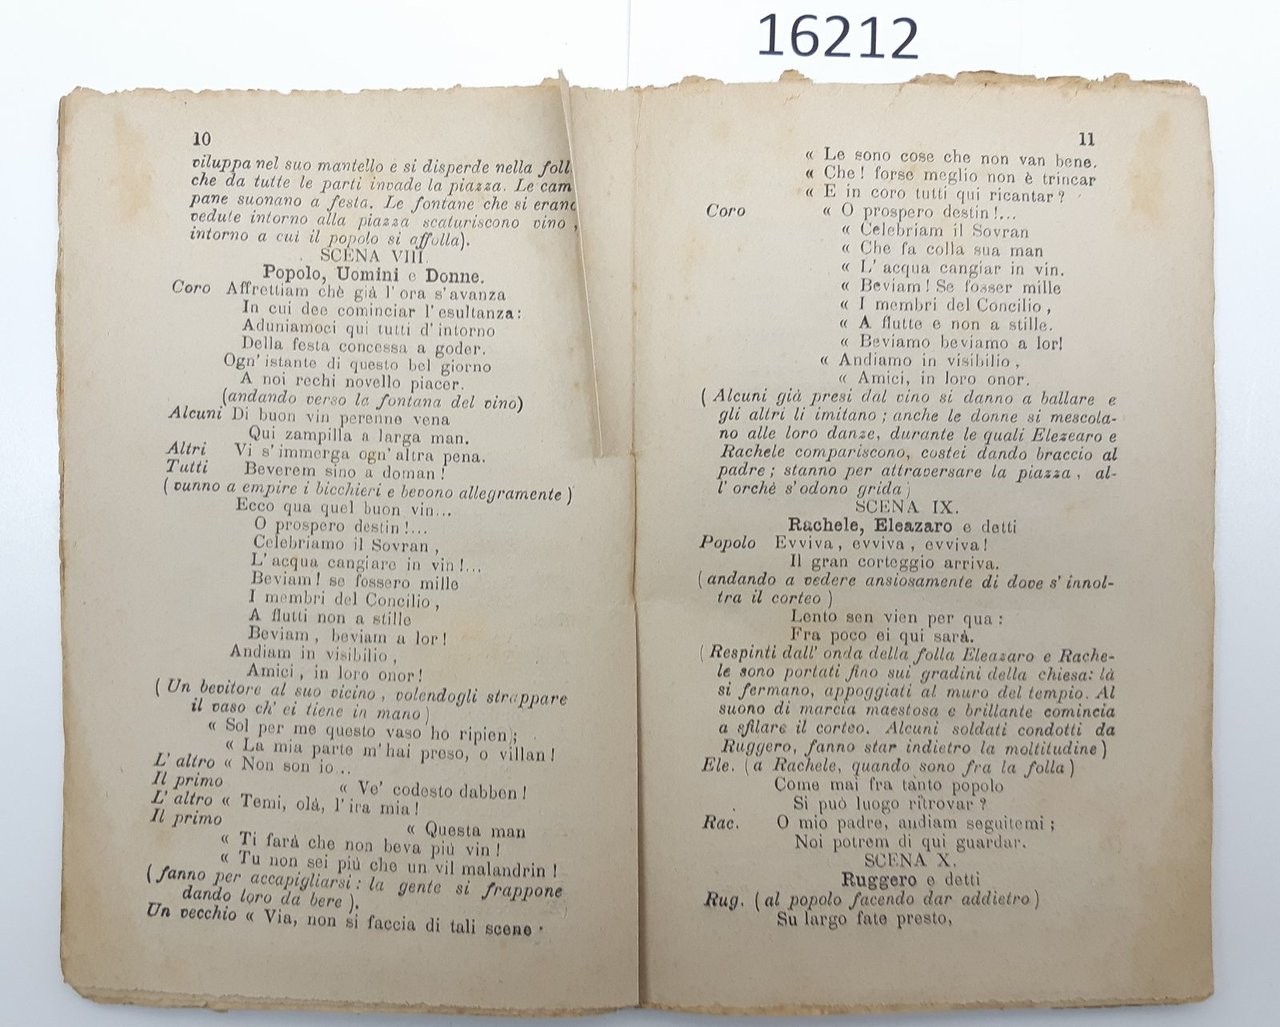 16212
10
viluppa nel suo mantello e si disperde nella foll
che da tutte le parti invade la piazza. Le cam
pane suonano a festa. Le fontane che si eranc
vedute intorno alla piazza scaturiscono vino,
intorno a cui il popolo si affolla).
SCENA VIII.
Popolo, Uomini e Donne.
Coro Affrettiam chè già l'ora s'avanza
In cui dee cominciar l'esultanza:
Aduniamoci qui tutti d'intorno
Della festa concessa a goder.
Ogn'istante di questo bel giorno
A noi rechi novello piacer.
(andando verso la fontana del vino)
Alcuni Di buon vin perenne vena
Qui zampilla a larga man.
Altri Vi s'immerga ogn'altra pena.
Tutti Beverem sino a doman!
(vunno a empire i bicchieri e bevono allegramente)
Ecco qua quel buon vin...
O prospero destin!...
Celebriamo il Sovran,
L'acqua cangiare in vin!...
Beviam! se fossero mille
I membri del Concilio,
A flutti non a stille
Beviam, beviam a lor!
Andiam in visibilio,
Amici, in loro onor!
(Un bevitore al suo vicino, volendogli strappare
il vaso ch'ei tiene in mano)
« Sol per me questo vaso ho ripien;
« La mia parte m'hai preso, o villan!
L'altro « Non son io...
Il primo « Ve' codesto dabben!
L'altro « Temi, olà, l'ira mia!
Il primo « Questa man
« Ti farà che non beva più vin!
« Tu non sei più che un vil malandrin!
(fanno per accapigliarsi: la gente si frappone
dando loro da bere).
Un vecchio « Via, non si faccia di tali scene.
11
« Le sono cose che non van bene.
« Che! forse meglio non è trincar
« E in coro tutti qui ricantar?
Coro « O prospero destin!...
« Celebriam il Sovran
« Che fa colla sua man
« L'acqua cangiar in vin.
« Beviam! Se fosser mille
« I membri del Concilio,
« A flutte e non a stille.
« Beviamo beviamo a lor!
« Andiamo in visibilio,
« Amici, in loro onor.
(Alcuni già presi dal vino si danno a ballare e
gli altri li imitano; anche le donne si mescola-
no alle loro danze, durante le quali Elezearo e
Rachele compariscono, costei dando braccio al
padre; stanno per attraversare la piazza, al-
l'orchè s'odono grida)
SCENA IX.
Rachele, Eleazaro e detti
Popolo Evviva, evviva, evviva!
Il gran corteggio arriva.
(andando a vedere ansiosamente di dove s'innol-
tra il corteo)
Lento sen vien per qua:
Fra poco ei qui sarà.
(Respinti dall'onda della folla Eleazaro e Rache-
le sono portati fino sui gradini della chiesa: là
si fermano, appoggiati al muro del tempio. Al
suono di marcia maestosa e brillante comincia
a sfilare il corteo. Alcuni soldati condotti da
Ruggero, fanno star indietro la moltitudine)
Ele. (a Rachele, quando sono fra la folla)
Come mai fra tanto popolo
Si può luogo ritrovar?
Rac. O mio padre, andiam seguitemi;
Noi potrem di qui guardar.
SCENA X.
Ruggero e detti
Rug. (al popolo facendo dar addietro)
Su largo fate presto,